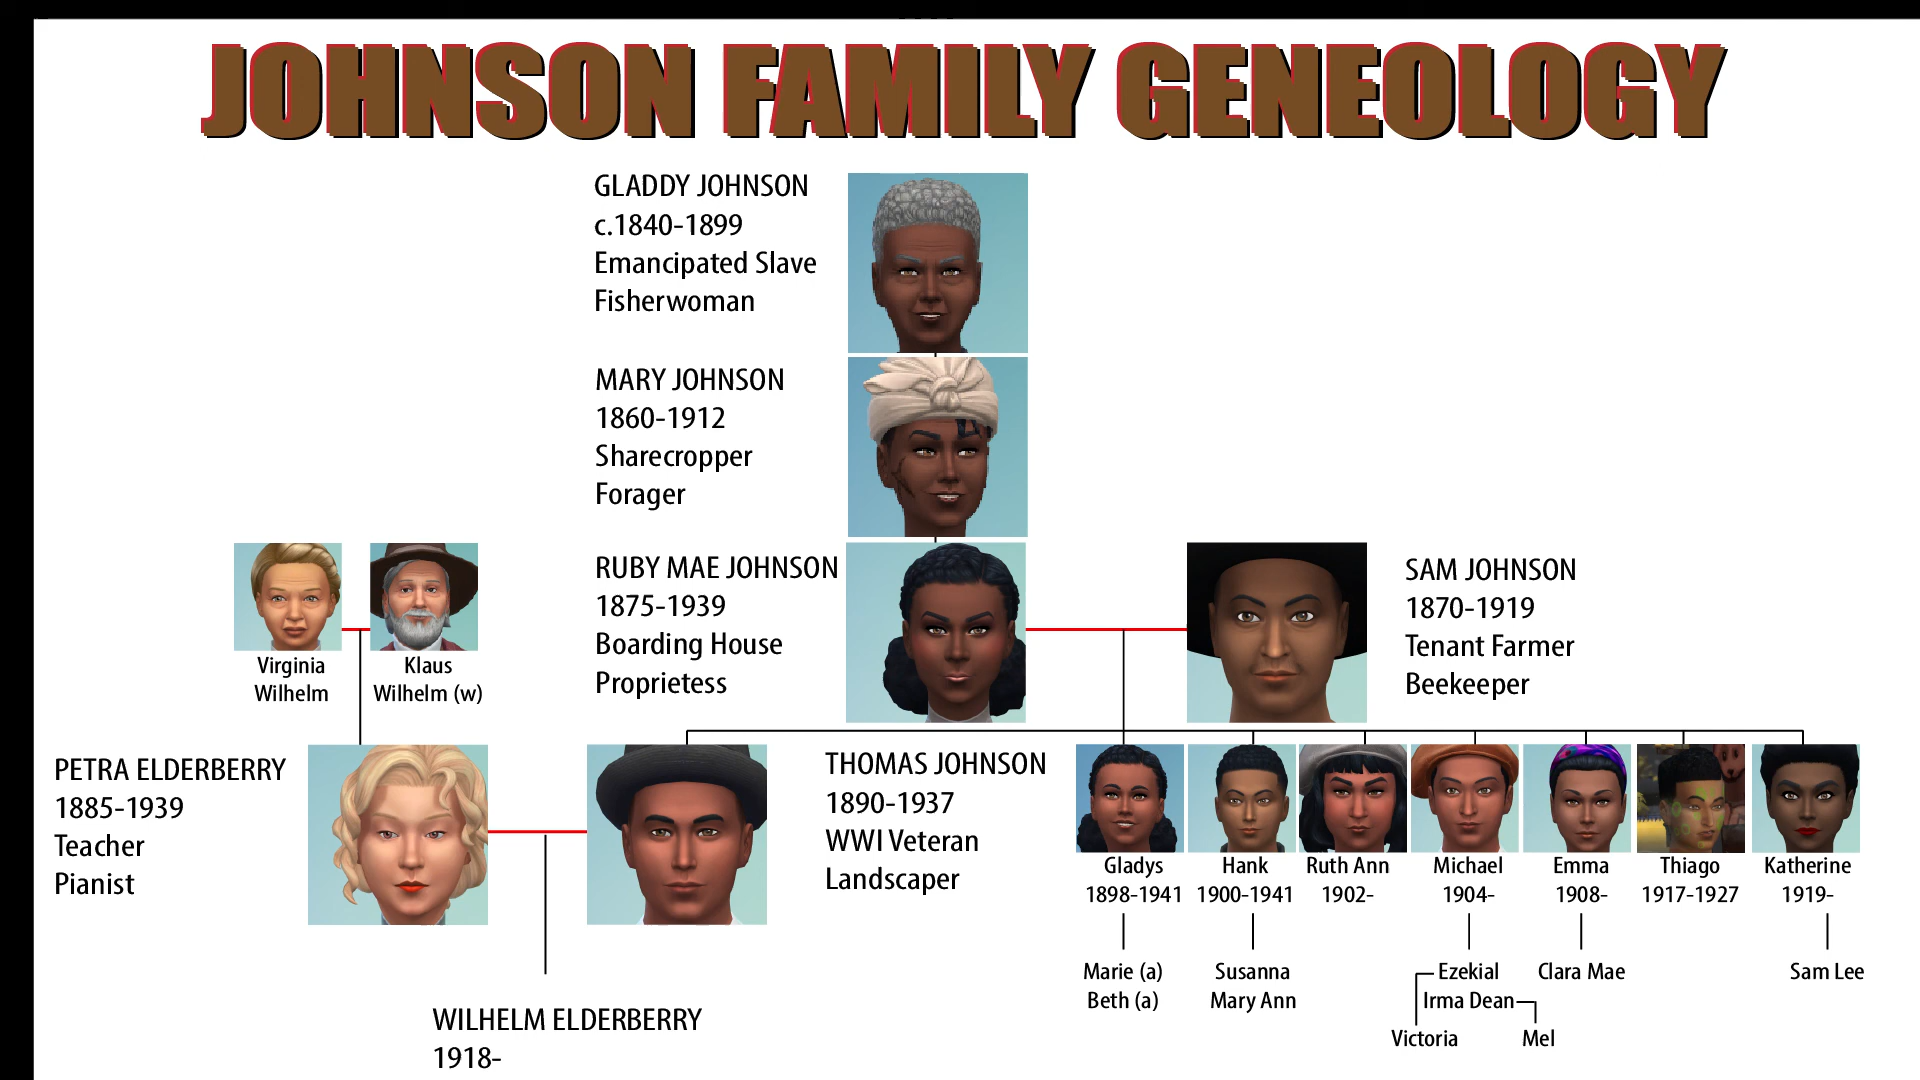 JOHNSON FAMILY GENEOLOGY
GLADDY JOHNSON
c.1840-1899
Emancipated Slave
Fisherwoman
MARY JOHNSON
1860-1912
Sharecropper
Forager
RUBY MAE JOHNSON
1875-1939
Boarding House
Proprietess
SAM JOHNSON
1870-1919
Tenant Farmer
Beekeeper
Virginia
Wilhelm
Klaus
Wilhelm (w)
PETRA ELDERBERRY
1885-1939
Teacher
Pianist
THOMAS JOHNSON
1890-1937
WWI Veteran
Landscaper
Gladys
1898-1941
Marie (a)
Beth (a)
Hank
1900-1941
Susanna
Mary Ann
Ruth Ann
1902-
Michael
1904-
Ezekial
Irma Dean
Victoria
Mel
Emma
1908-
Clara Mae
Thiago
1917-1927
Katherine
1919-
Sam Lee
WILHELM ELDERBERRY
1918-